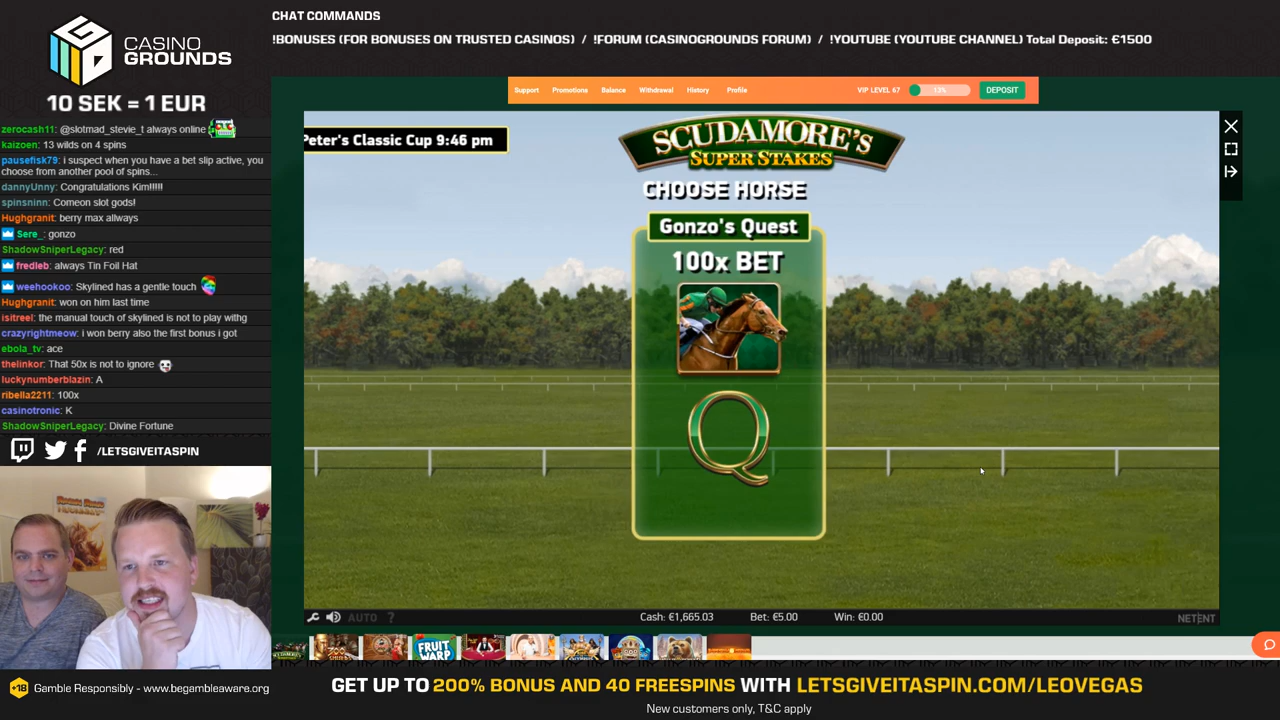 CHAT COMMANDS
!BONUSES (FOR BONUSES ON TRUSTED CASINOS) / !FORUM (CASINOGROUNDS FORUM) / !YOUTUBE (YOUTUBE CHANNEL) Total Deposit: €1500
CASINO
GROUNDS
10 SEK = 1 EUR
Support Promotions Balance Withdrawal History Profile VIP LEVEL 67 13% DEPOSIT
zerocash11: @slotmad_stevie_t always online
kaizoen: 13 wilds on 4 spins
pausefisk79: i suspect when you have a bet slip active, you
choose from another pool of spins...
dannyUnny: Congratulations Kim!!!!!
spinsninn: Comeon slot gods!
Hughgranit: berry max allways
Sere_: gonzo
ShadowSniperLegacy: red
fredleb: always Tin Foil Hat
weehookoo: Skylined has a gentle touch
Hughgranit: won on him last time
isitreel: the manual touch of skylined is not to play withg
crazyrightmeow: i won berry also the first bonus i got
ebola_tv: ace
thelinkor: That 50x is not to ignore
luckynumberblazin: A
ribella2211: 100x
casinotronic: K
ShadowSniperLegacy: Divine Fortune
/LETSGIVEITASPIN
Peter's Classic Cup 9:46 pm
SCUDAMORE'S
SUPER STAKES
CHOOSE HORSE
Gonzo's Quest
100x BET
Q
AUTO ? Cash: €1,665.03 Bet: €5.00 Win: €0.00 NETENT
FRUIT
WARP
+18 Gamble Responsibly - www.begambleaware.org
GET UP TO 200% BONUS AND 40 FREESPINS WITH LETSGIVEITASPIN.COM/LEOVEGAS
New customers only, T&C apply